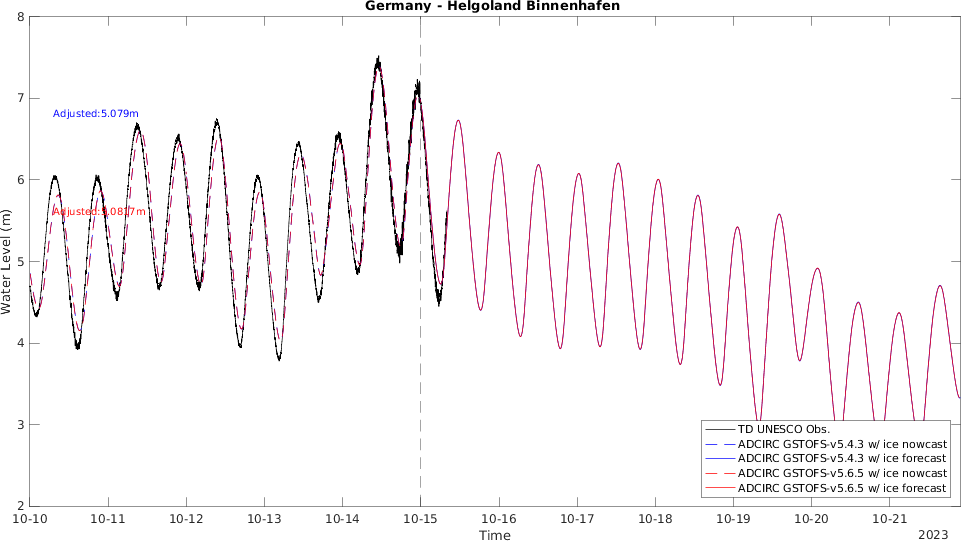 Germany - Helgoland Binnenhafen
8
7
6
5
4
3
2
Water Level (m)
Adjusted:5.079m
Adjusted:5.0817m
TD UNESCO Obs.
ADCIRC GSTOFS-v5.4.3 w/ ice nowcast
ADCIRC GSTOFS-v5.4.3 w/ ice forecast
ADCIRC GSTOFS-v5.6.5 w/ ice nowcast
ADCIRC GSTOFS-v5.6.5 w/ ice forecast
10-10 10-11 10-12 10-13 10-14 10-15 10-16 10-17 10-18 10-19 10-20 10-21
Time
2023